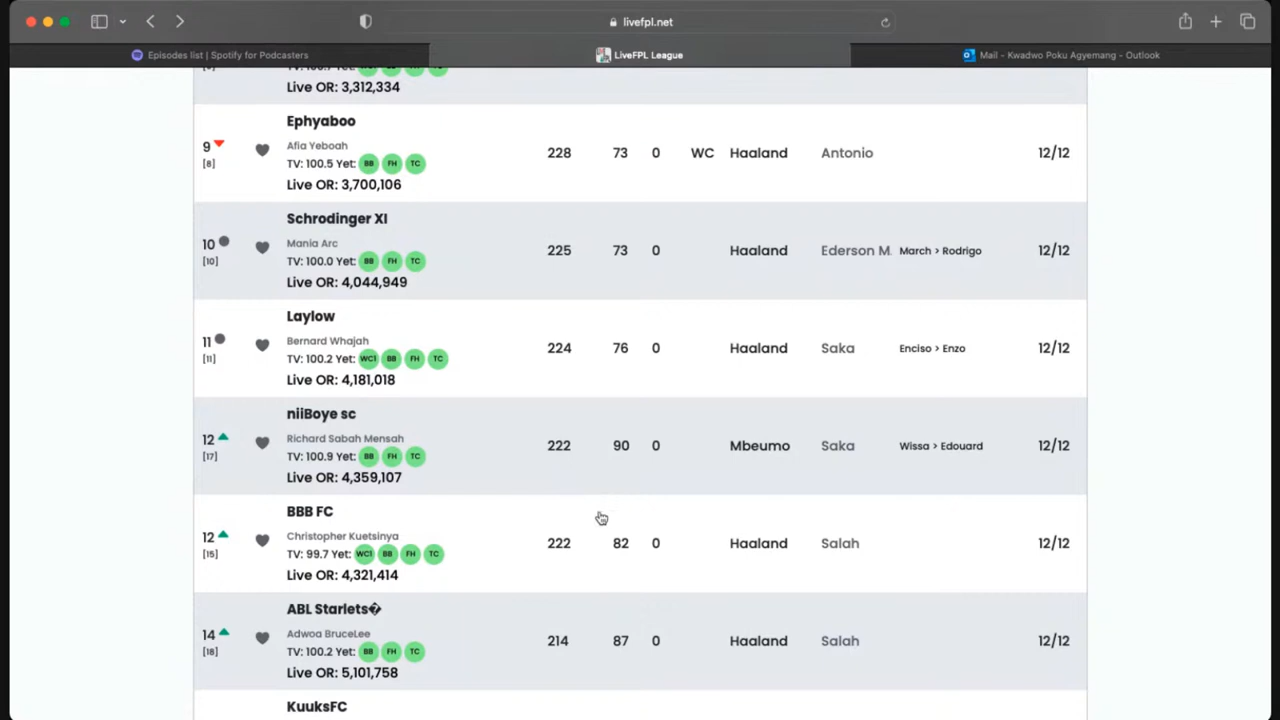 livefpl.net
Episodes list | Spotify for Podcasters
LiveFPL League
Mail - Kwadwo Poku Agyemang - Outlook
Live OR: 3,312,334
Ephyaboo
9 Afia Yeboah 228 73 0 WC Haaland Antonio 12/12
[8] TV: 100.5 Yet: BB FH TC
Live OR: 3,700,106
Schrodinger XI
10 Mania Arc 225 73 0 Haaland Ederson M. March > Rodrigo 12/12
[10] TV: 100.0 Yet: BB FH TC
Live OR: 4,044,949
Laylow
11 Bernard Whajah 224 76 0 Haaland Saka Enciso > Enzo 12/12
[11] TV: 100.2 Yet: WC1 BB FH TC
Live OR: 4,181,018
niiBoye sc
12 Richard Sabah Mensah 222 90 0 Mbeumo Saka Wissa > Edouard 12/12
[17] TV: 100.9 Yet: BB FH TC
Live OR: 4,359,107
BBB FC
12 Christopher Kuetsinya 222 82 0 Haaland Salah 12/12
[15] TV: 99.7 Yet: WC1 BB FH TC
Live OR: 4,321,414
ABL Starlets�
14 Adwoa BruceLee 214 87 0 Haaland Salah 12/12
[18] TV: 100.2 Yet: BB FH TC
Live OR: 5,101,758
KuuksFC